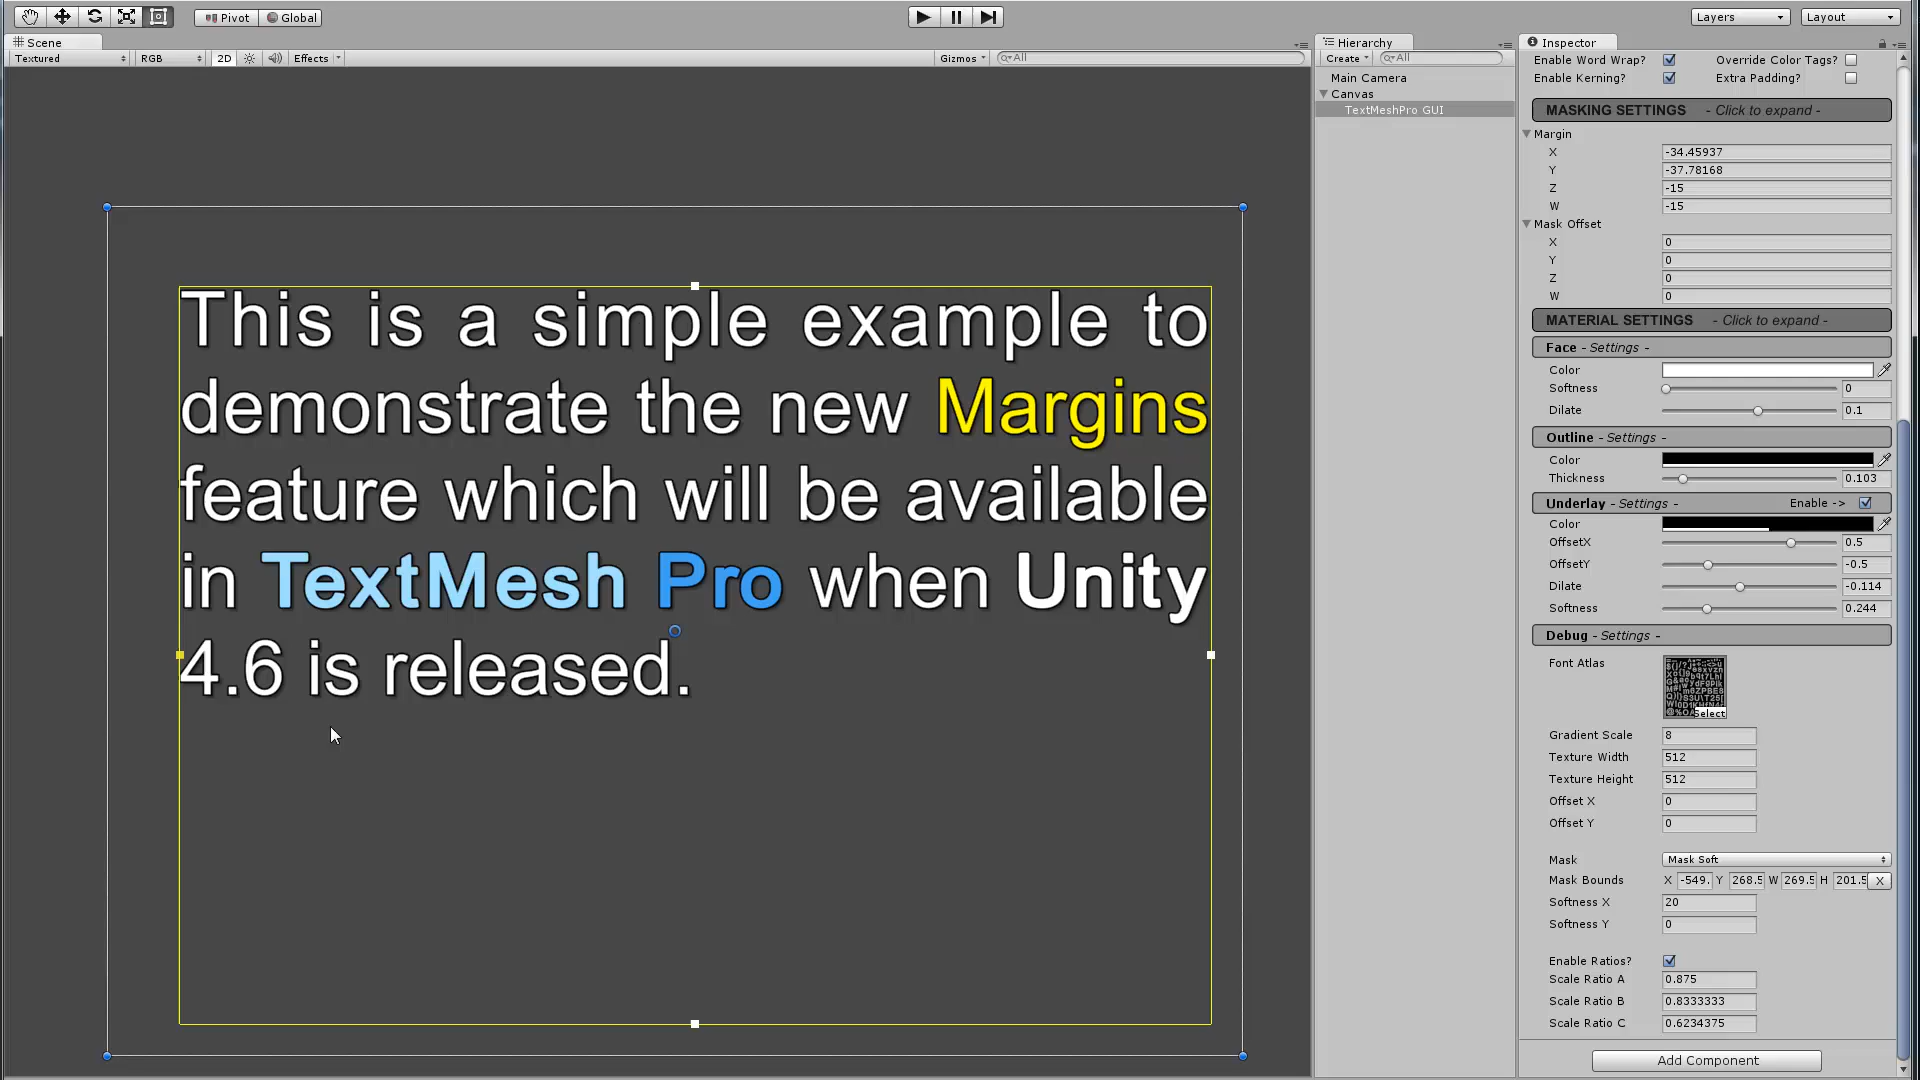 Pivot Global
Layers Layout
Scene
Textured RGB 2D Effects Gizmos All
This is a simple example to
demonstrate the new Margins
feature which will be available
in TextMesh Pro when Unity
4.6 is released.
Hierarchy
Create All
Main Camera
Canvas
TextMeshPro GUI
Inspector
Enable Word Wrap? Override Color Tags?
Enable Kerning? Extra Padding?
MASKING SETTINGS - Click to expand -
Margin
X -34.45937
Y -37.78168
Z -15
W -15
Mask Offset
X 0
Y 0
Z 0
W 0
MATERIAL SETTINGS - Click to expand -
Face - Settings -
Color
Softness 0
Dilate 0.1
Outline - Settings -
Color
Thickness 0.103
Underlay - Settings - Enable ->
Color
OffsetX 0.5
OffsetY -0.5
Dilate -0.114
Softness 0.244
Debug - Settings -
Font Atlas
Select
Gradient Scale 8
Texture Width 512
Texture Height 512
Offset X 0
Offset Y 0
Mask Mask Soft
Mask Bounds X -549. Y 268.5 W 269.5 H 201.5 X
Softness X 20
Softness Y 0
Enable Ratios?
Scale Ratio A 0.875
Scale Ratio B 0.8333333
Scale Ratio C 0.6234375
Add Component